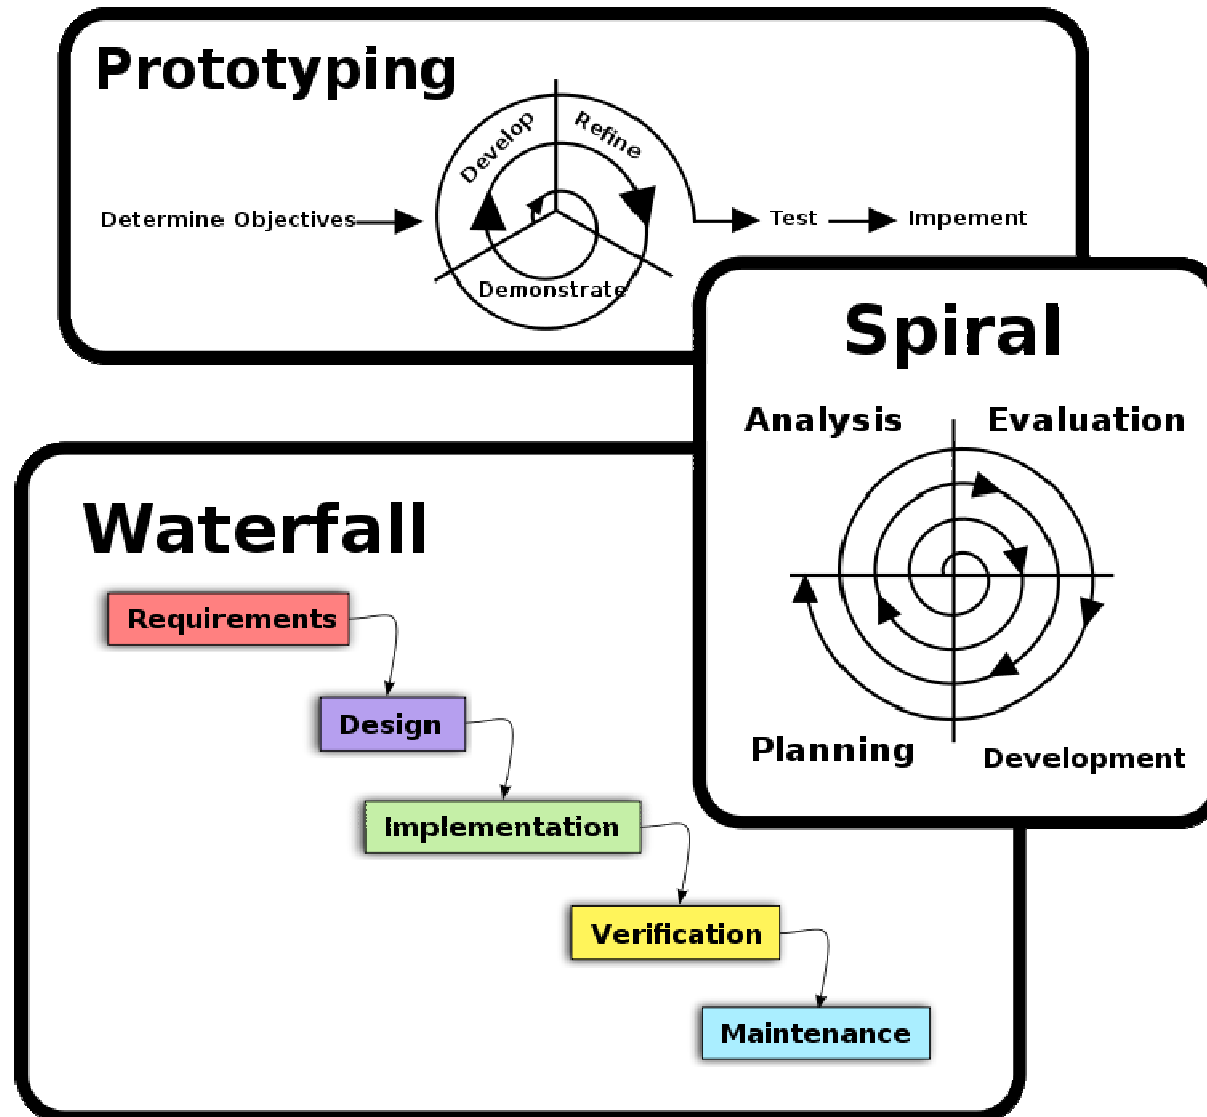 Prototyping
Develop
Refine
Determine Objectives
Test
Impement
Demonstrate
Spiral
Analysis
Evaluation
Planning
Development
Waterfall
Requirements
Design
Implementation
Verification
Maintenance